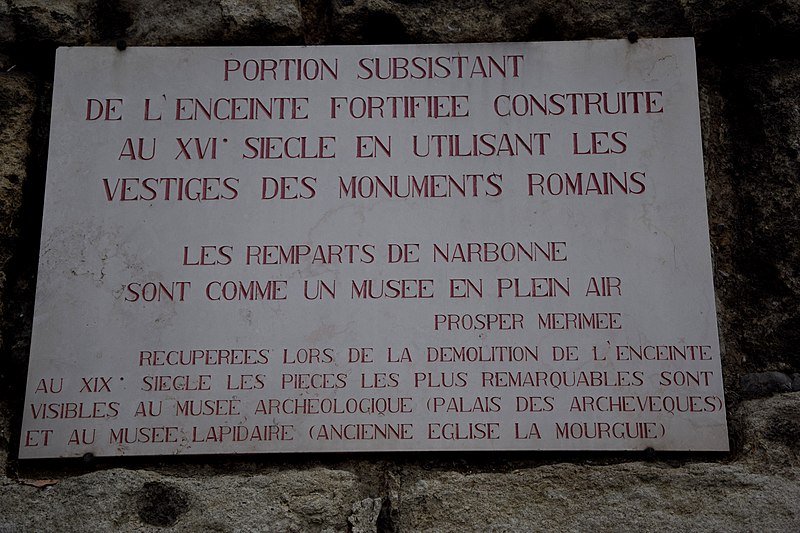 PORTION SUBSISTANT
DE L'ENCEINTE FORTIFIEE CONSTRUITE
AU XVI° SIECLE EN UTILISANT LES
VESTIGES DES MONUMENTS ROMAINS
LES REMPARTS DE NARBONNE
SONT COMME UN MUSEE EN PLEIN AIR
PROSPER MERIMEE
RECUPEREES LORS DE LA DEMOLITION DE L'ENCEINTE
AU XIX° SIEGLE LES PIECES LES PLUS REMARQUABLES SONT
VISIBLES AU MUSEE ARCHEOLOGIQUE (PALAIS DES ARCHEVEQUES)
ET AU MUSEE LAPIDAIRE (ANCIENNE EGLISE LA MOURGUIE)